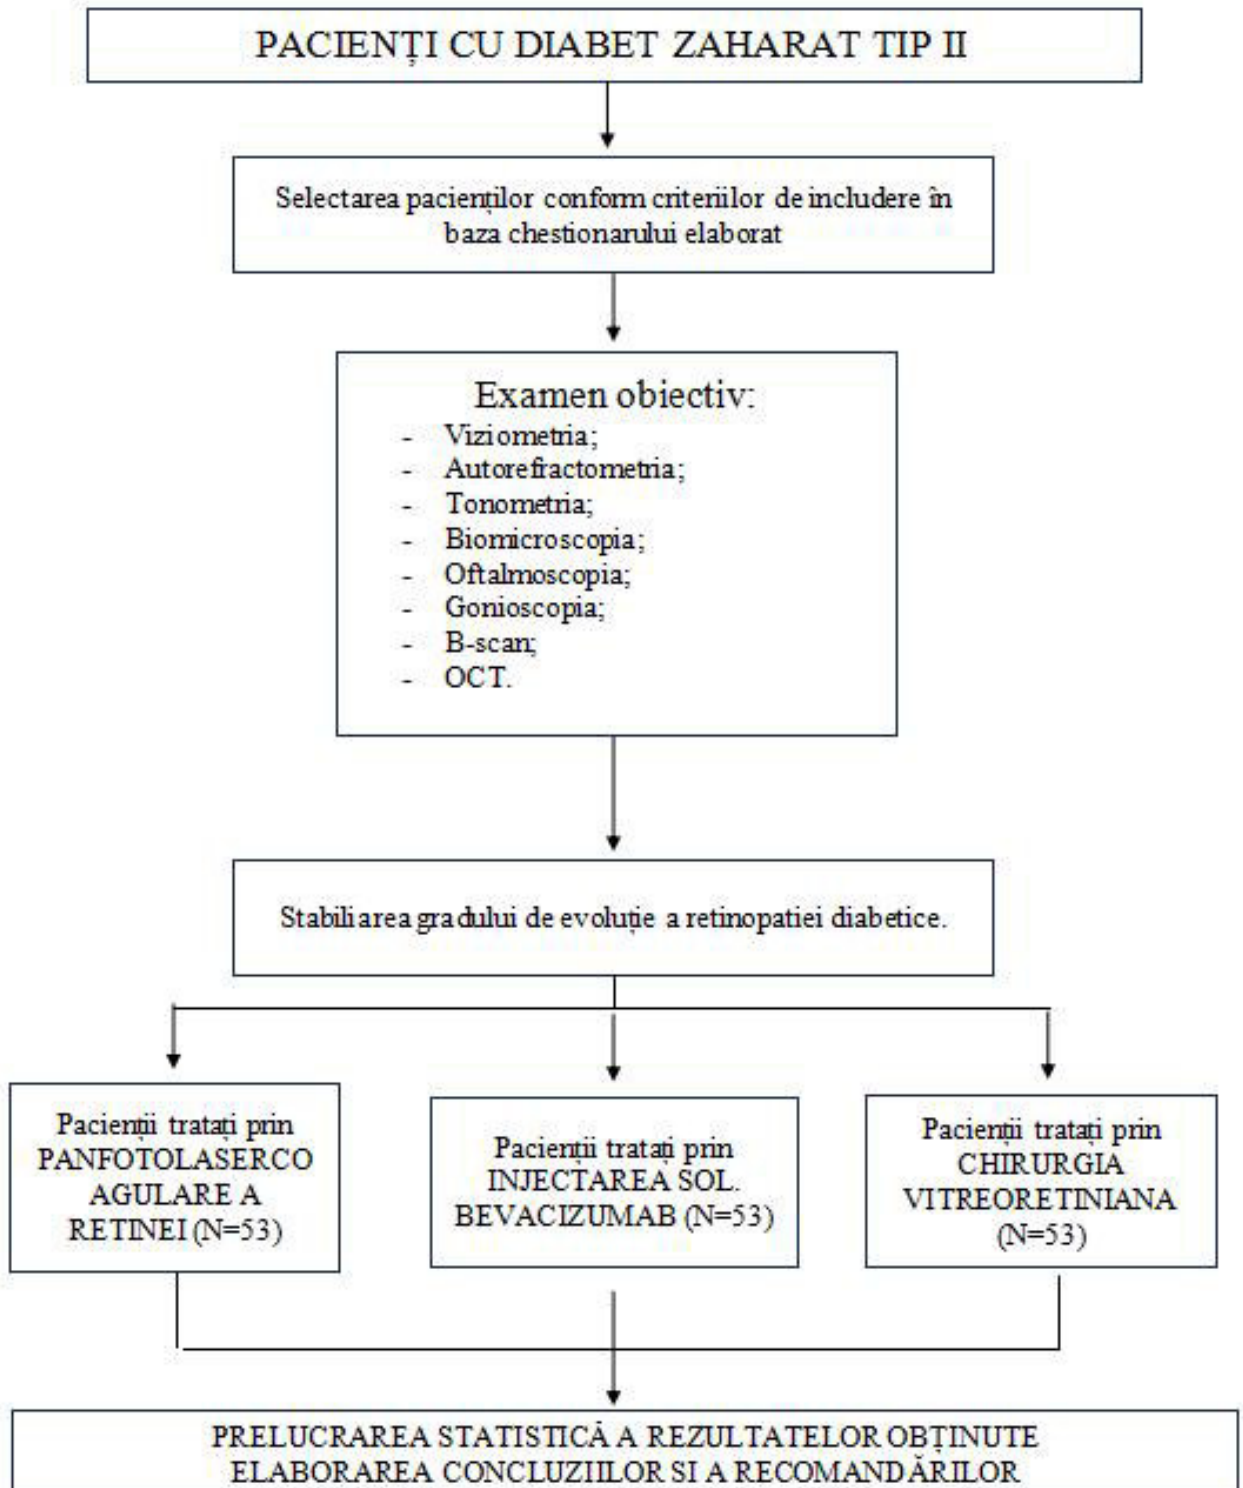 PACIENȚI CU DIABET ZAHARAT TIP II
Selectarea pacienților conform criteriilor de includere în
baza chestionarului elaborat
Examen obiectiv:
- Viziometria;
- Autorefractometria;
- Tonometria;
- Biomicroscopia;
- Oftalmoscopia;
- Gonioscopia;
- B-scan;
- OCT.
Stabiliarea gradului de evoluție a retinopatiei diabetice.
Pacienții tratați prin
PANFOTOLASERCO
AGULARE A
RETINEI (N=53)
Pacienții tratați prin
INJECTAREA SOL.
BEVACIZUMAB (N=53)
Pacienții tratați prin
CHIRURGIA
VITREORETINIANA
(N=53)
PRELUCRAREA STATISTICĂ A REZULTATELOR OBȚINUTE
ELABORAREA CONCLUZIILOR SI A RECOMANDĂRILOR